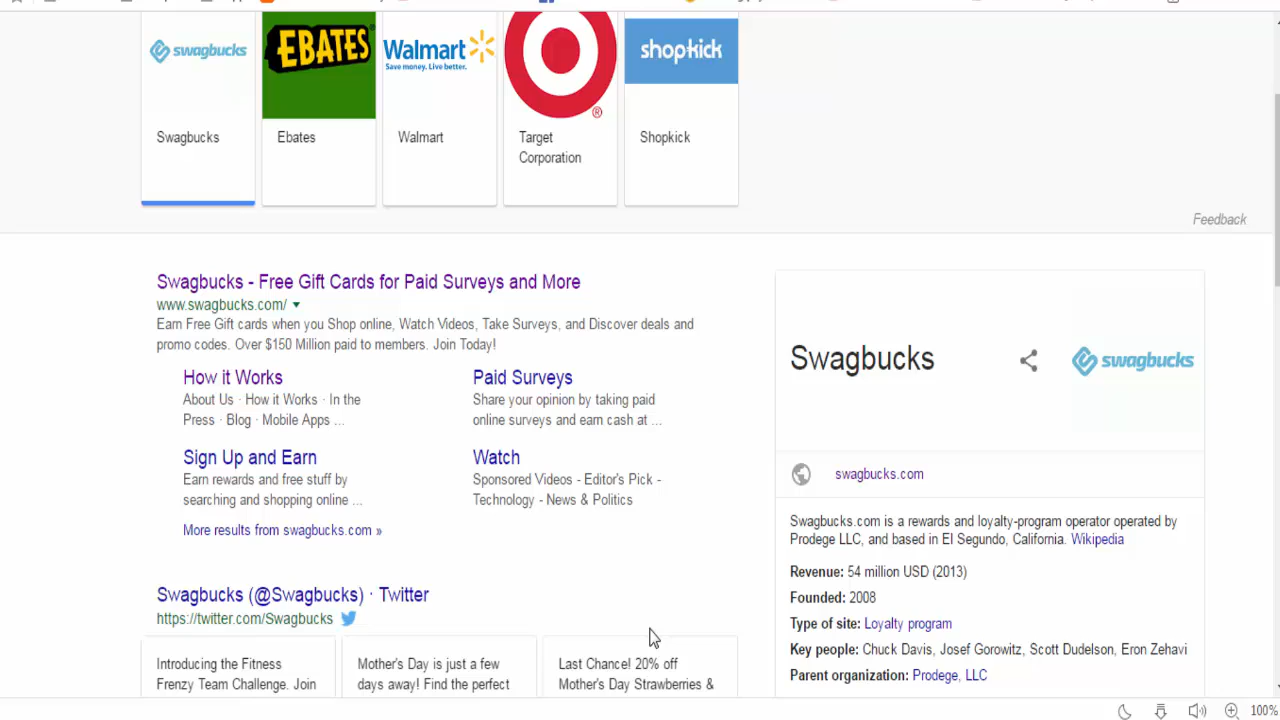 swagbucks
EBATES
Walmart
Save money. Live better.
®
shopkick
Swagbucks
Ebates
Walmart
Target
Corporation
Shopkick
Feedback
Swagbucks - Free Gift Cards for Paid Surveys and More
www.swagbucks.com/
Earn Free Gift cards when you Shop online, Watch Videos, Take Surveys, and Discover deals and
promo codes. Over $150 Million paid to members. Join Today!
How it Works
About Us · How it Works · In the
Press · Blog · Mobile Apps ...
Paid Surveys
Share your opinion by taking paid
online surveys and earn cash at ...
Sign Up and Earn
Earn rewards and free stuff by
searching and shopping online ...
Watch
Sponsored Videos - Editor's Pick -
Technology - News & Politics
More results from swagbucks.com »
Swagbucks (@Swagbucks) · Twitter
https://twitter.com/Swagbucks
Introducing the Fitness
Frenzy Team Challenge. Join
Mother's Day is just a few
days away! Find the perfect
Last Chance! 20% off
Mother's Day Strawberries &
Swagbucks
swagbucks
swagbucks.com
Swagbucks.com is a rewards and loyalty-program operator operated by
Prodege LLC, and based in El Segundo, California. Wikipedia
Revenue: 54 million USD (2013)
Founded: 2008
Type of site: Loyalty program
Key people: Chuck Davis, Josef Gorowitz, Scott Dudelson, Eron Zehavi
Parent organization: Prodege, LLC
100%